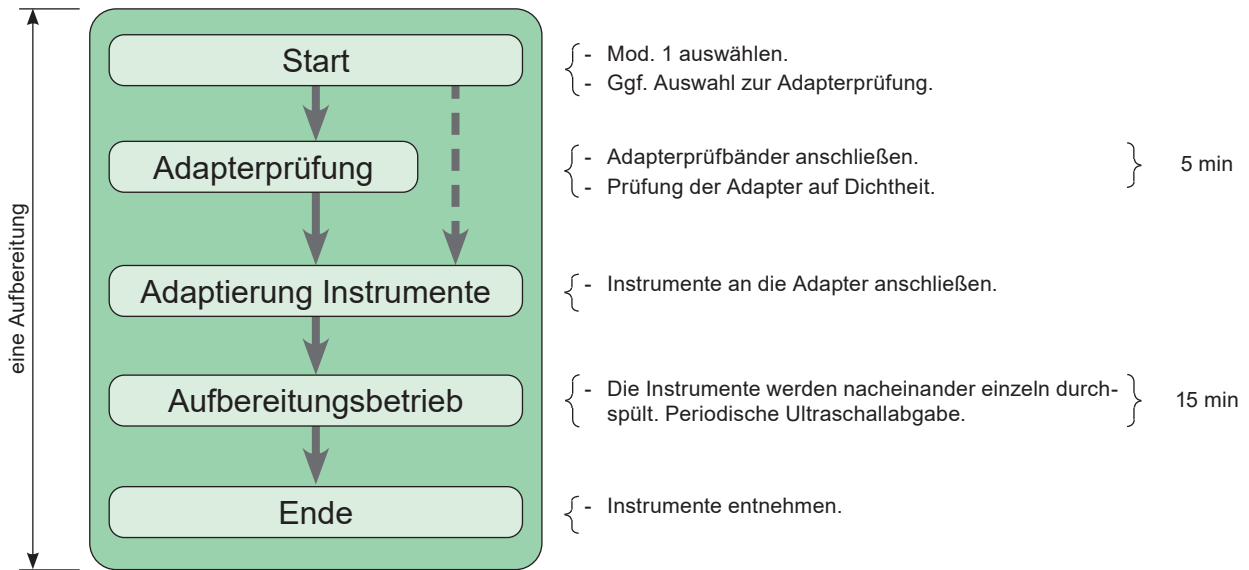 eine Aufbereitung
Start
- Mod. 1 auswählen.
- Ggf. Auswahl zur Adapterprüfung.
Adapterprüfung
- Adapterprüfbänder anschließen.
- Prüfung der Adapter auf Dichtheit.
5 min
Adaptierung Instrumente
- Instrumente an die Adapter anschließen.
Aufbereitungsbetrieb
- Die Instrumente werden nacheinander einzeln durch-
spült. Periodische Ultraschallabgabe.
15 min
Ende
- Instrumente entnehmen.